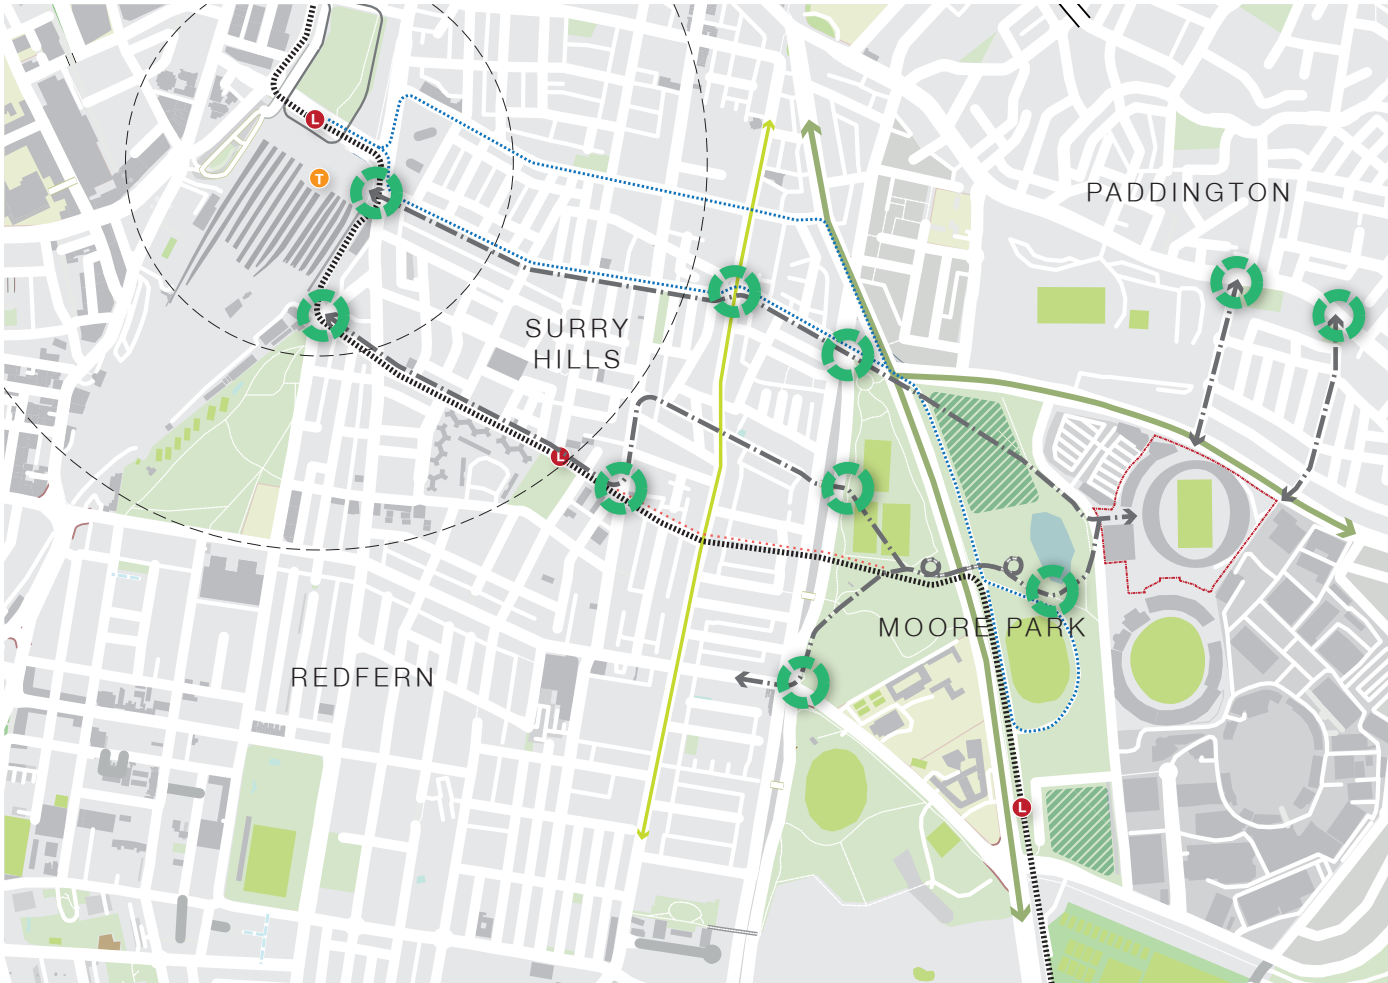 L
T
PADDINGTON
SURRY
HILLS
L
MOORE PARK
REDFERN
L